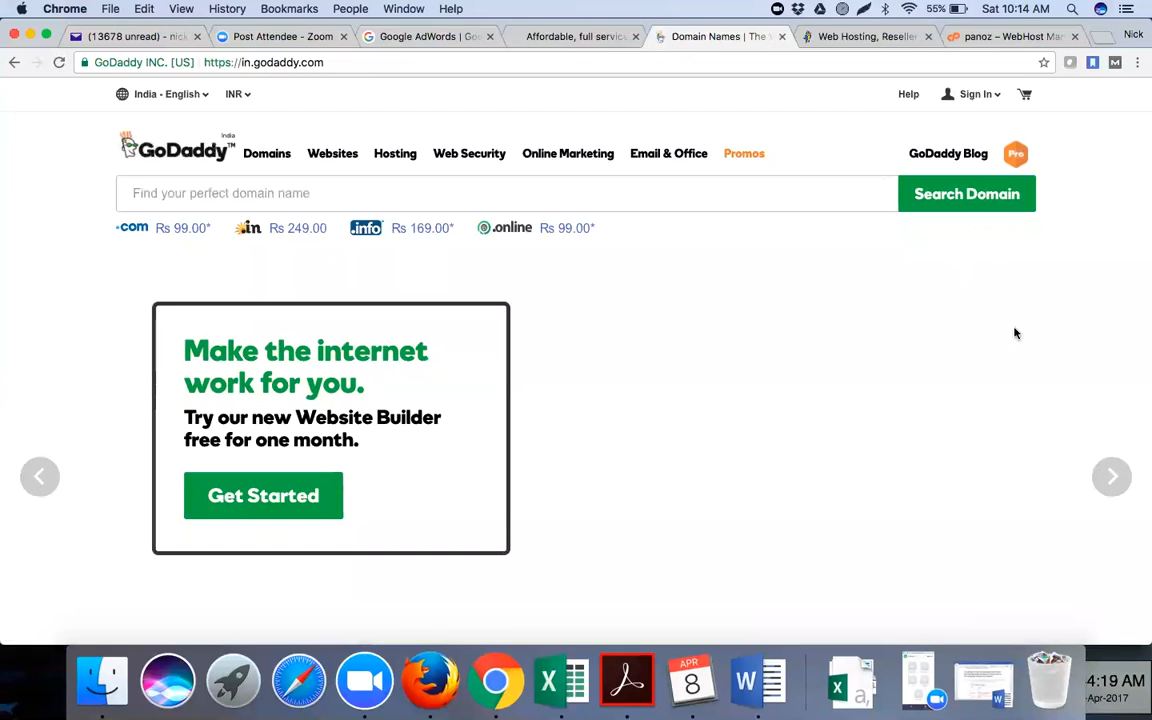 Chrome File Edit View History Bookmarks People Window Help 55% Sat 10:14 AM
(13678 unread) - nick Post Attendee - Zoom Google AdWords | Go Affordable, full servic Domain Names | The Web Hosting, Reseller panoz – WebHost Ma Nick
GoDaddy INC. [US] https://in.godaddy.com
India - English INR Help Sign In
India
GoDaddy™ Domains Websites Hosting Web Security Online Marketing Email & Office Promos GoDaddy Blog Pro
Find your perfect domain name Search Domain
.com Rs 99.00* .in Rs 249.00 .info Rs 169.00* .online Rs 99.00*
Make the internet
work for you.
Try our new Website Builder
free for one month.
Get Started
APR
8
4:19 AM
-Apr-2017